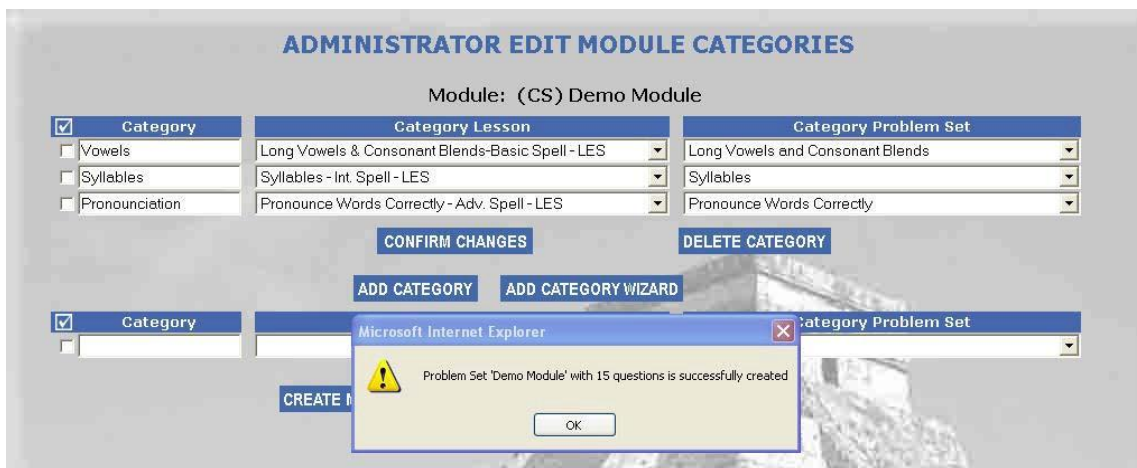 ADMINISTRATOR EDIT MODULE CATEGORIES
Module: (CS) Demo Module
Category Category Lesson Category Problem Set
Vowels Long Vowels & Consonant Blends-Basic Spell - LES Long Vowels and Consonant Blends
Syllables Syllables - Int. Spell - LES Syllables
Pronounciation Pronounce Words Correctly - Adv. Spell - LES Pronounce Words Correctly
CONFIRM CHANGES DELETE CATEGORY
ADD CATEGORY ADD CATEGORY WIZARD
Category Category Problem Set
Microsoft Internet Explorer
Problem Set 'Demo Module' with 15 questions is successfully created
CREATE
OK